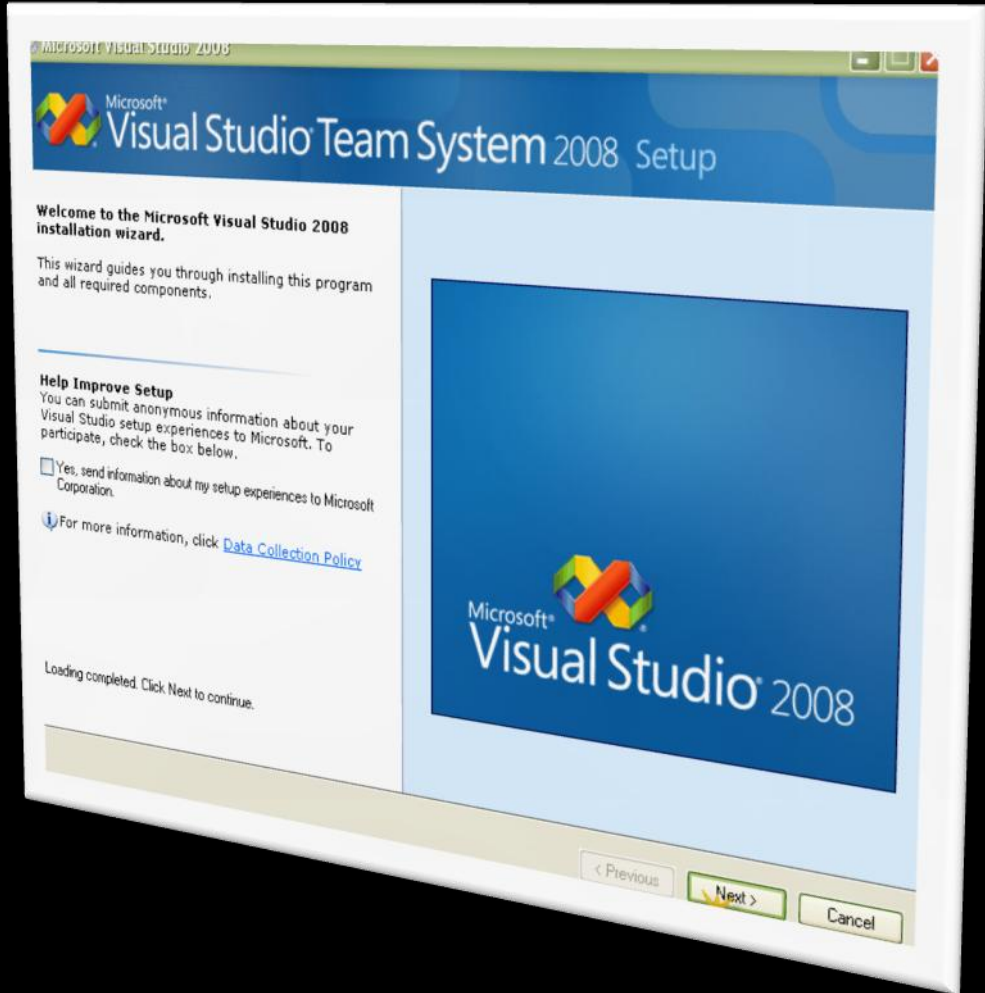 Microsoft Visual Studio 2008
Microsoft®
Visual Studio® Team System 2008 Setup
Welcome to the Microsoft Visual Studio 2008
installation wizard.
This wizard guides you through installing this program
and all required components.
Help Improve Setup
You can submit anonymous information about your
Visual Studio setup experiences to Microsoft. To
participate, check the box below.
Yes, send information about my setup experiences to Microsoft
Corporation.
For more information, click Data Collection Policy
Loading completed. Click Next to continue.
Microsoft®
Visual Studio® 2008
< Previous
Next >
Cancel